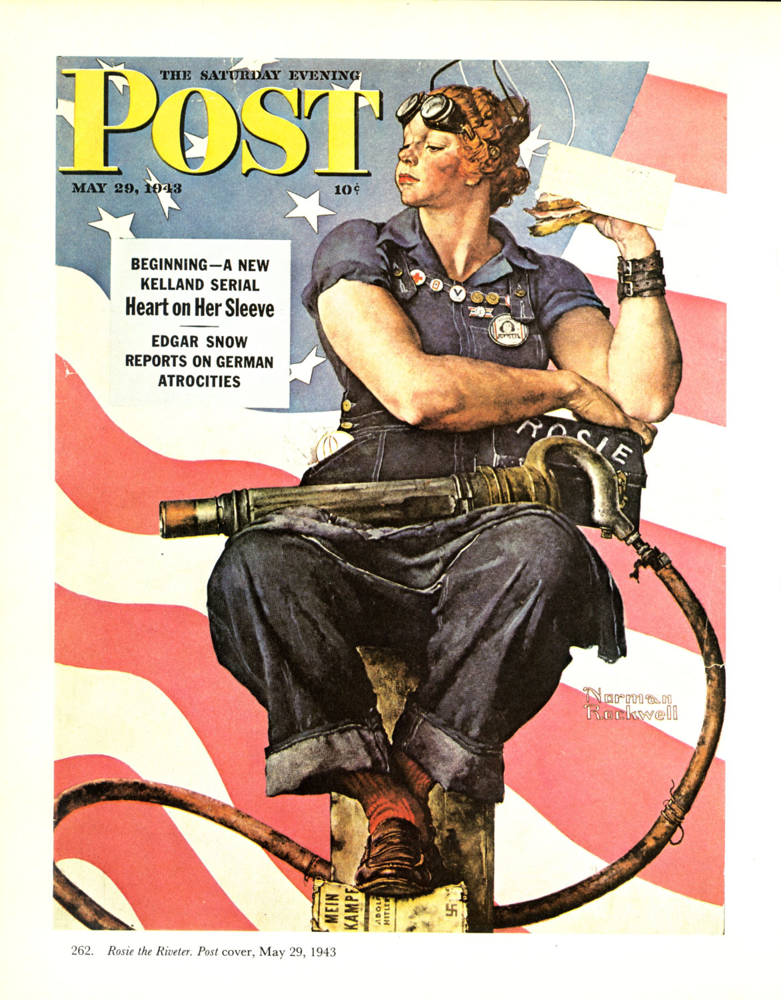 THE SATURDAY EVENING
POST
MAY 29, 1943
10¢
BEGINNING—A NEW
KELLAND SERIAL
Heart on Her Sleeve
EDGAR SNOW
REPORTS ON GERMAN
ATROCITIES
V
ROSIE
Norman
Rockwell
MEIN
KAMPF
ADOLF
HITLER
262. Rosie the Riveter. Post cover, May 29, 1943